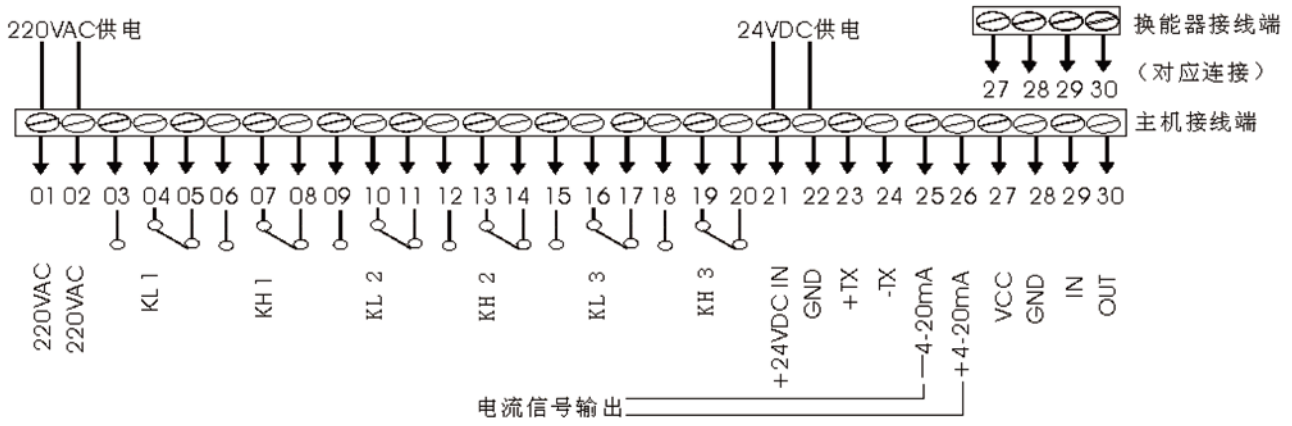 220VAC供电
24VDC供电
换能器接线端
27 28 29 30
（对应连接）
主机接线端
01 02 03 04 05 06 07 08 09 10 11 12 13 14 15 16 17 18 19 20 21 22 23 24 25 26 27 28 29 30
220VAC
220VAC
KL 1
KH 1
KL 2
KH 2
KL 3
KH 3
+24VDC IN
GND
+TX
-TX
—4-20mA
+4-20mA
VCC
GND
IN
OUT
电流信号输出